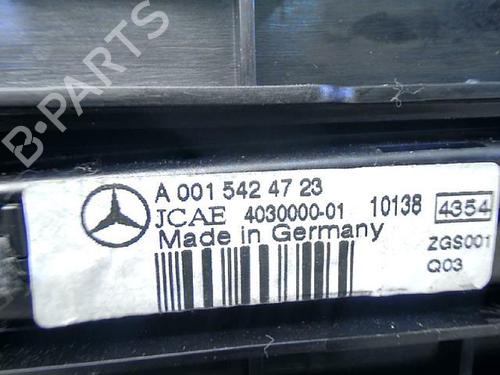 B-PARTS
A 001 542 47 23
JCAE 4030000-01 10138 4354
Made in Germany
ZGS001
Q03